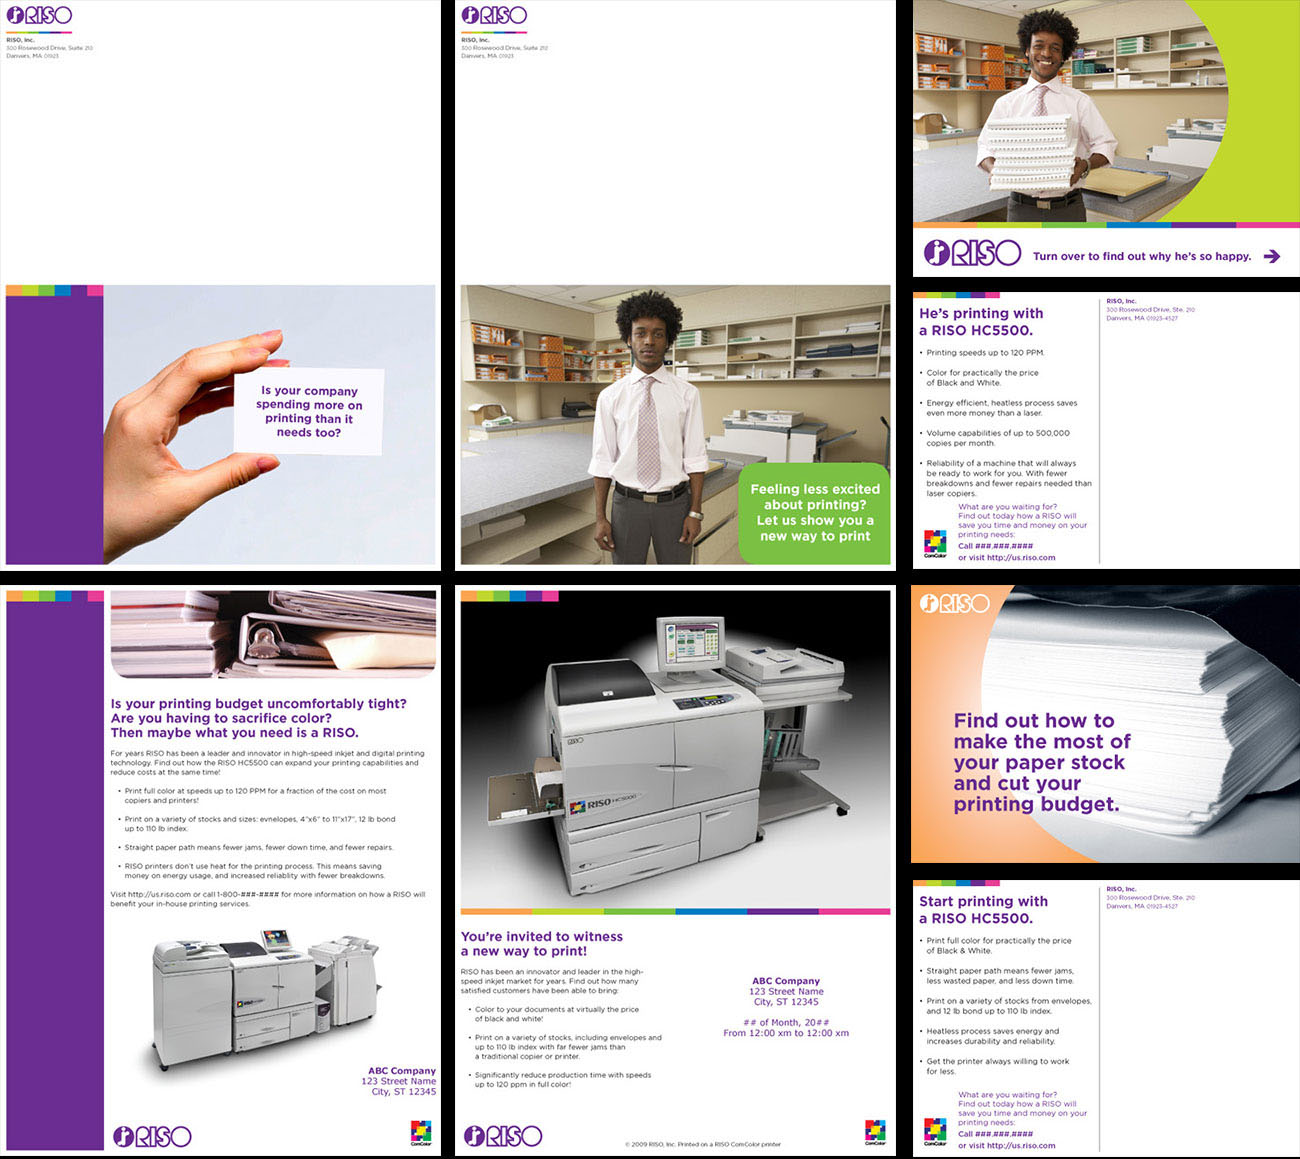 RISO
RISO, Inc.
300 Rosewood Drive, Suite 210
Danvers, MA 01923
Is your company
spending more on
printing than it
needs too?
RISO
RISO, Inc.
300 Rosewood Drive, Suite 210
Danvers, MA 01923
Feeling less excited
about printing?
Let us show you a
new way to print
RISO
Turn over to find out why he's so happy.
He's printing with
a RISO HC5500.
• Printing speeds up to 120 PPM.
• Color for practically the price
of Black and White.
• Energy efficient, heatless process saves
even more money than a laser.
• Volume capabilities of up to 500,000
copies per month.
• Reliability of a machine that will always
be ready to work for you. With fewer
breakdowns and fewer repairs needed than
laser copiers.
What are you waiting for?
Find out today how a RISO will
save you time and money on your
printing needs:
Call ###.###.####
or visit http://us.riso.com
ComColor
RISO, Inc.
300 Rosewood Drive, Ste. 210
Danvers, MA 01923-4527
Is your printing budget uncomfortably tight?
Are you having to sacrifice color?
Then maybe what you need is a RISO.
For years RISO has been a leader and innovator in high-speed inkjet and digital printing
technology. Find out how the RISO HC5500 can expand your printing capabilities and
reduce costs at the same time!
• Print full color at speeds up to 120 PPM for a fraction of the cost on most
copiers and printers!
• Print on a variety of stocks and sizes: evnelopes, 4"x6" to 11"x17", 12 lb bond
up to 110 lb index.
• Straight paper path means fewer jams, fewer down time, and fewer repairs.
• RISO printers don't use heat for the printing process. This means saving
money on energy usage, and increased reliablity with fewer breakdowns.
Visit http://us.riso.com or call 1-800-###-#### for more information on how a RISO will
benefit your in-house printing services.
RISO
ABC Company
123 Street Name
City, ST 12345
RISO
ComColor
RISO
RISO HC5000
You're invited to witness
a new way to print!
RISO has been an innovator and leader in the high-
speed inkjet market for years. Find out how many
satisfied customers have been able to bring:
• Color to your documents at virtually the price
of black and white!
• Print on a variety of stocks, including envelopes and
up to 110 lb index with far fewer jams than
a traditional copier or printer.
• Significantly reduce production time with speeds
up to 120 ppm in full color!
ABC Company
123 Street Name
City, ST 12345
## of Month, 20##
From 12:00 xm to 12:00 xm
RISO
© 2009 RISO, Inc. Printed on a RISO ComColor printer
ComColor
RISO
Find out how to
make the most of
your paper stock
and cut your
printing budget.
Start printing with
a RISO HC5500.
• Print full color for practically the price
of Black & White.
• Straight paper path means fewer jams,
less wasted paper, and less down time.
• Print on a variety of stocks from envelopes,
and 12 lb bond up to 110 lb index.
• Heatless process saves energy and
increases durability and reliability.
• Get the printer always willing to work
for less.
What are you waiting for?
Find out today how a RISO will
save you time and money on your
printing needs:
Call ###.###.####
or visit http://us.riso.com
ComColor
RISO, Inc.
300 Rosewood Drive, Ste. 210
Danvers, MA 01923-4527